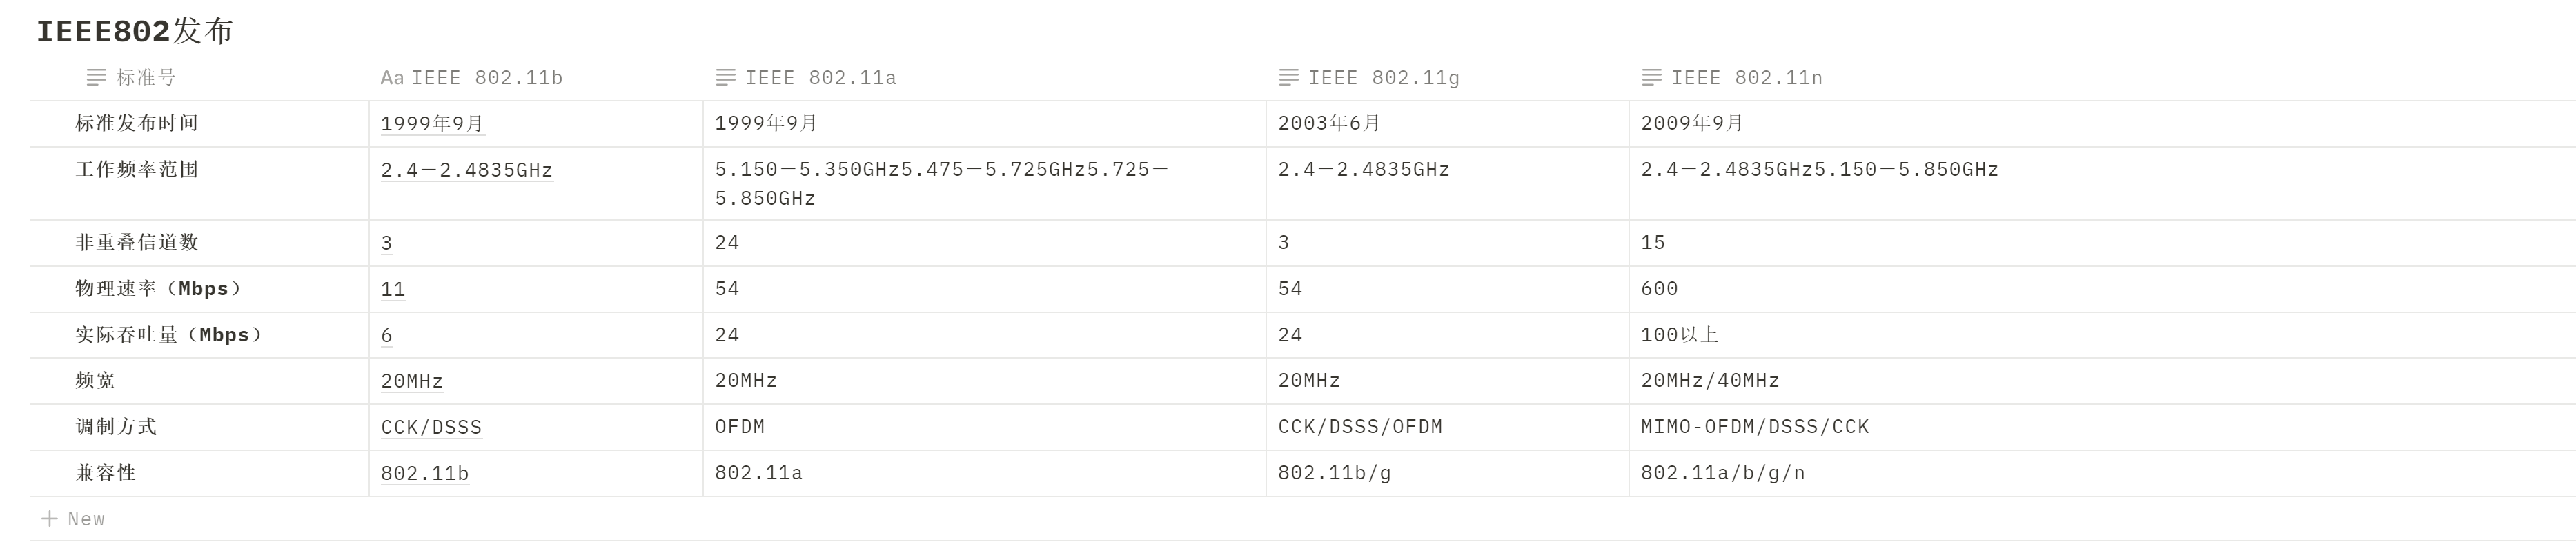 IEEE802发布
标准号 Aa IEEE 802.11b IEEE 802.11a IEEE 802.11g IEEE 802.11n
标准发布时间 1999年9月 1999年9月 2003年6月 2009年9月
工作频率范围 2.4－2.4835GHz 5.150－5.350GHz5.475－5.725GHz5.725－ 2.4－2.4835GHz 2.4－2.4835GHz5.150－5.850GHz
5.850GHz
非重叠信道数 3 24 3 15
物理速率（Mbps） 11 54 54 600
实际吞吐量（Mbps） 6 24 24 100以上
频宽 20MHz 20MHz 20MHz 20MHz/40MHz
调制方式 CCK/DSSS OFDM CCK/DSSS/OFDM MIMO-OFDM/DSSS/CCK
兼容性 802.11b 802.11a 802.11b/g 802.11a/b/g/n
New